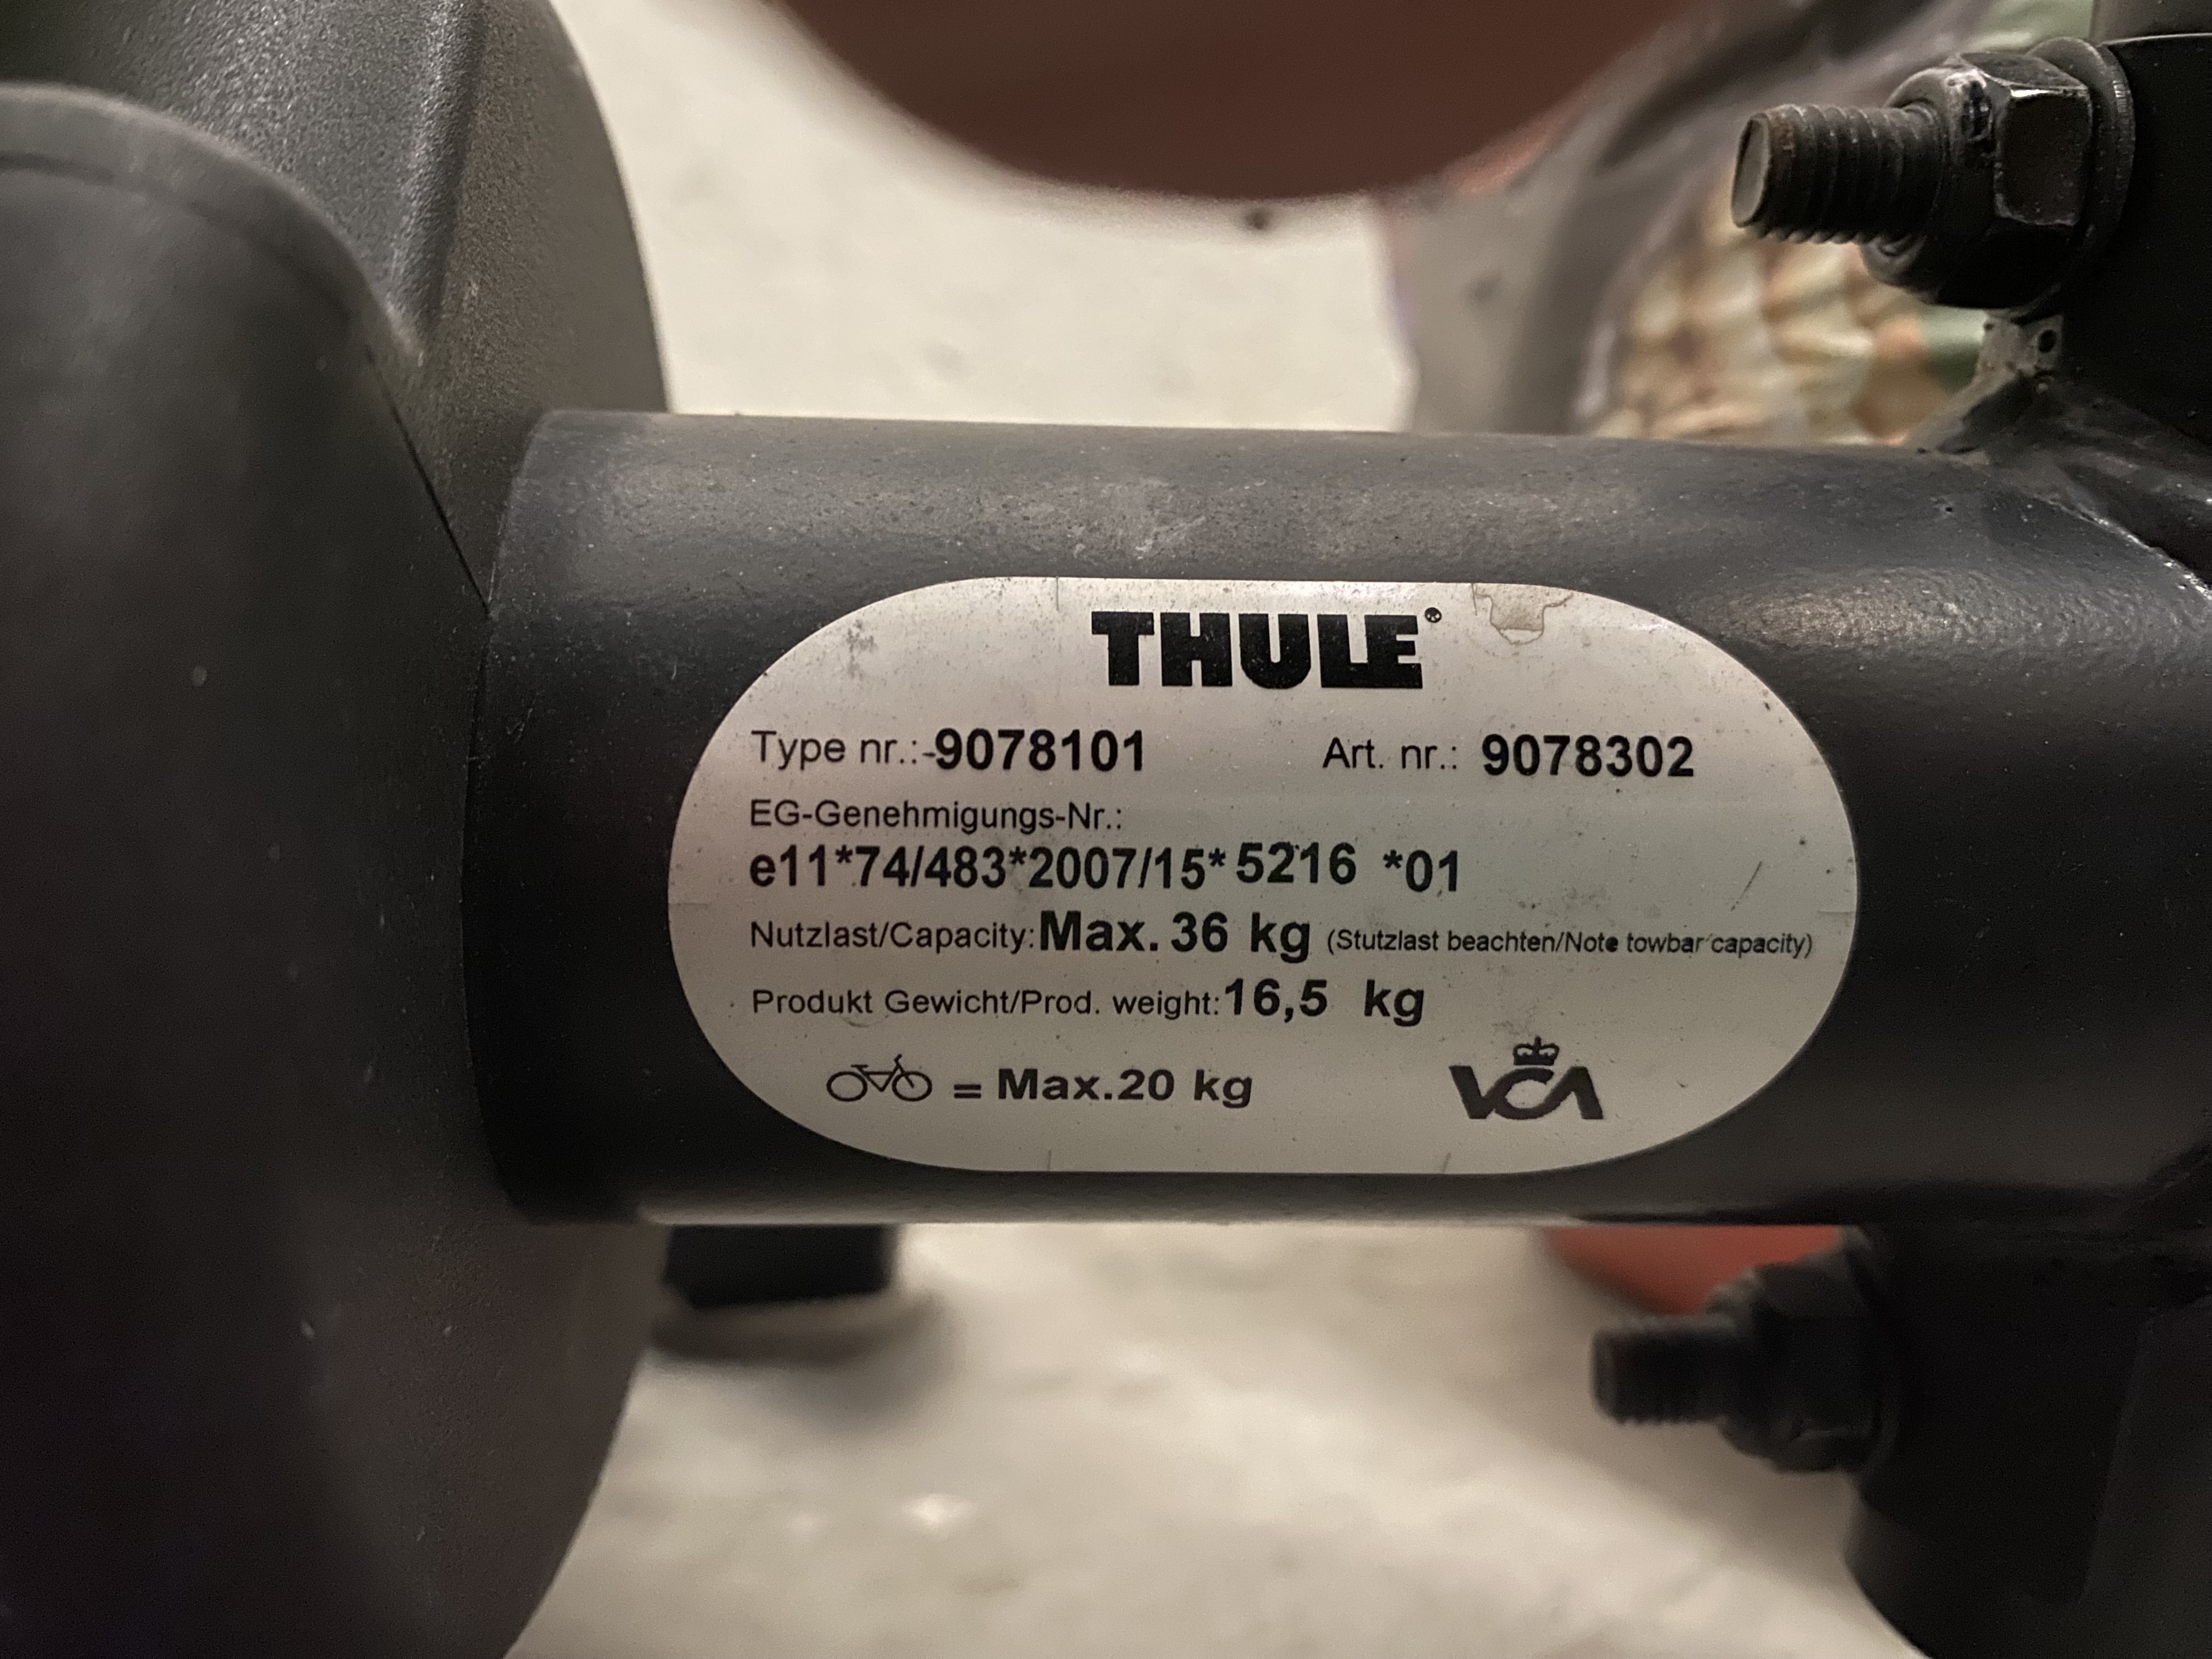 THULE®
Type nr.:-9078101 Art. nr.: 9078302
EG-Genehmigungs-Nr.:
e11*74/483*2007/15* 5216 *01
Nutzlast/Capacity: Max. 36 kg (Stutzlast beachten/Note towbar capacity)
Produkt Gewicht/Prod. weight: 16,5 kg
= Max.20 kg
VCA